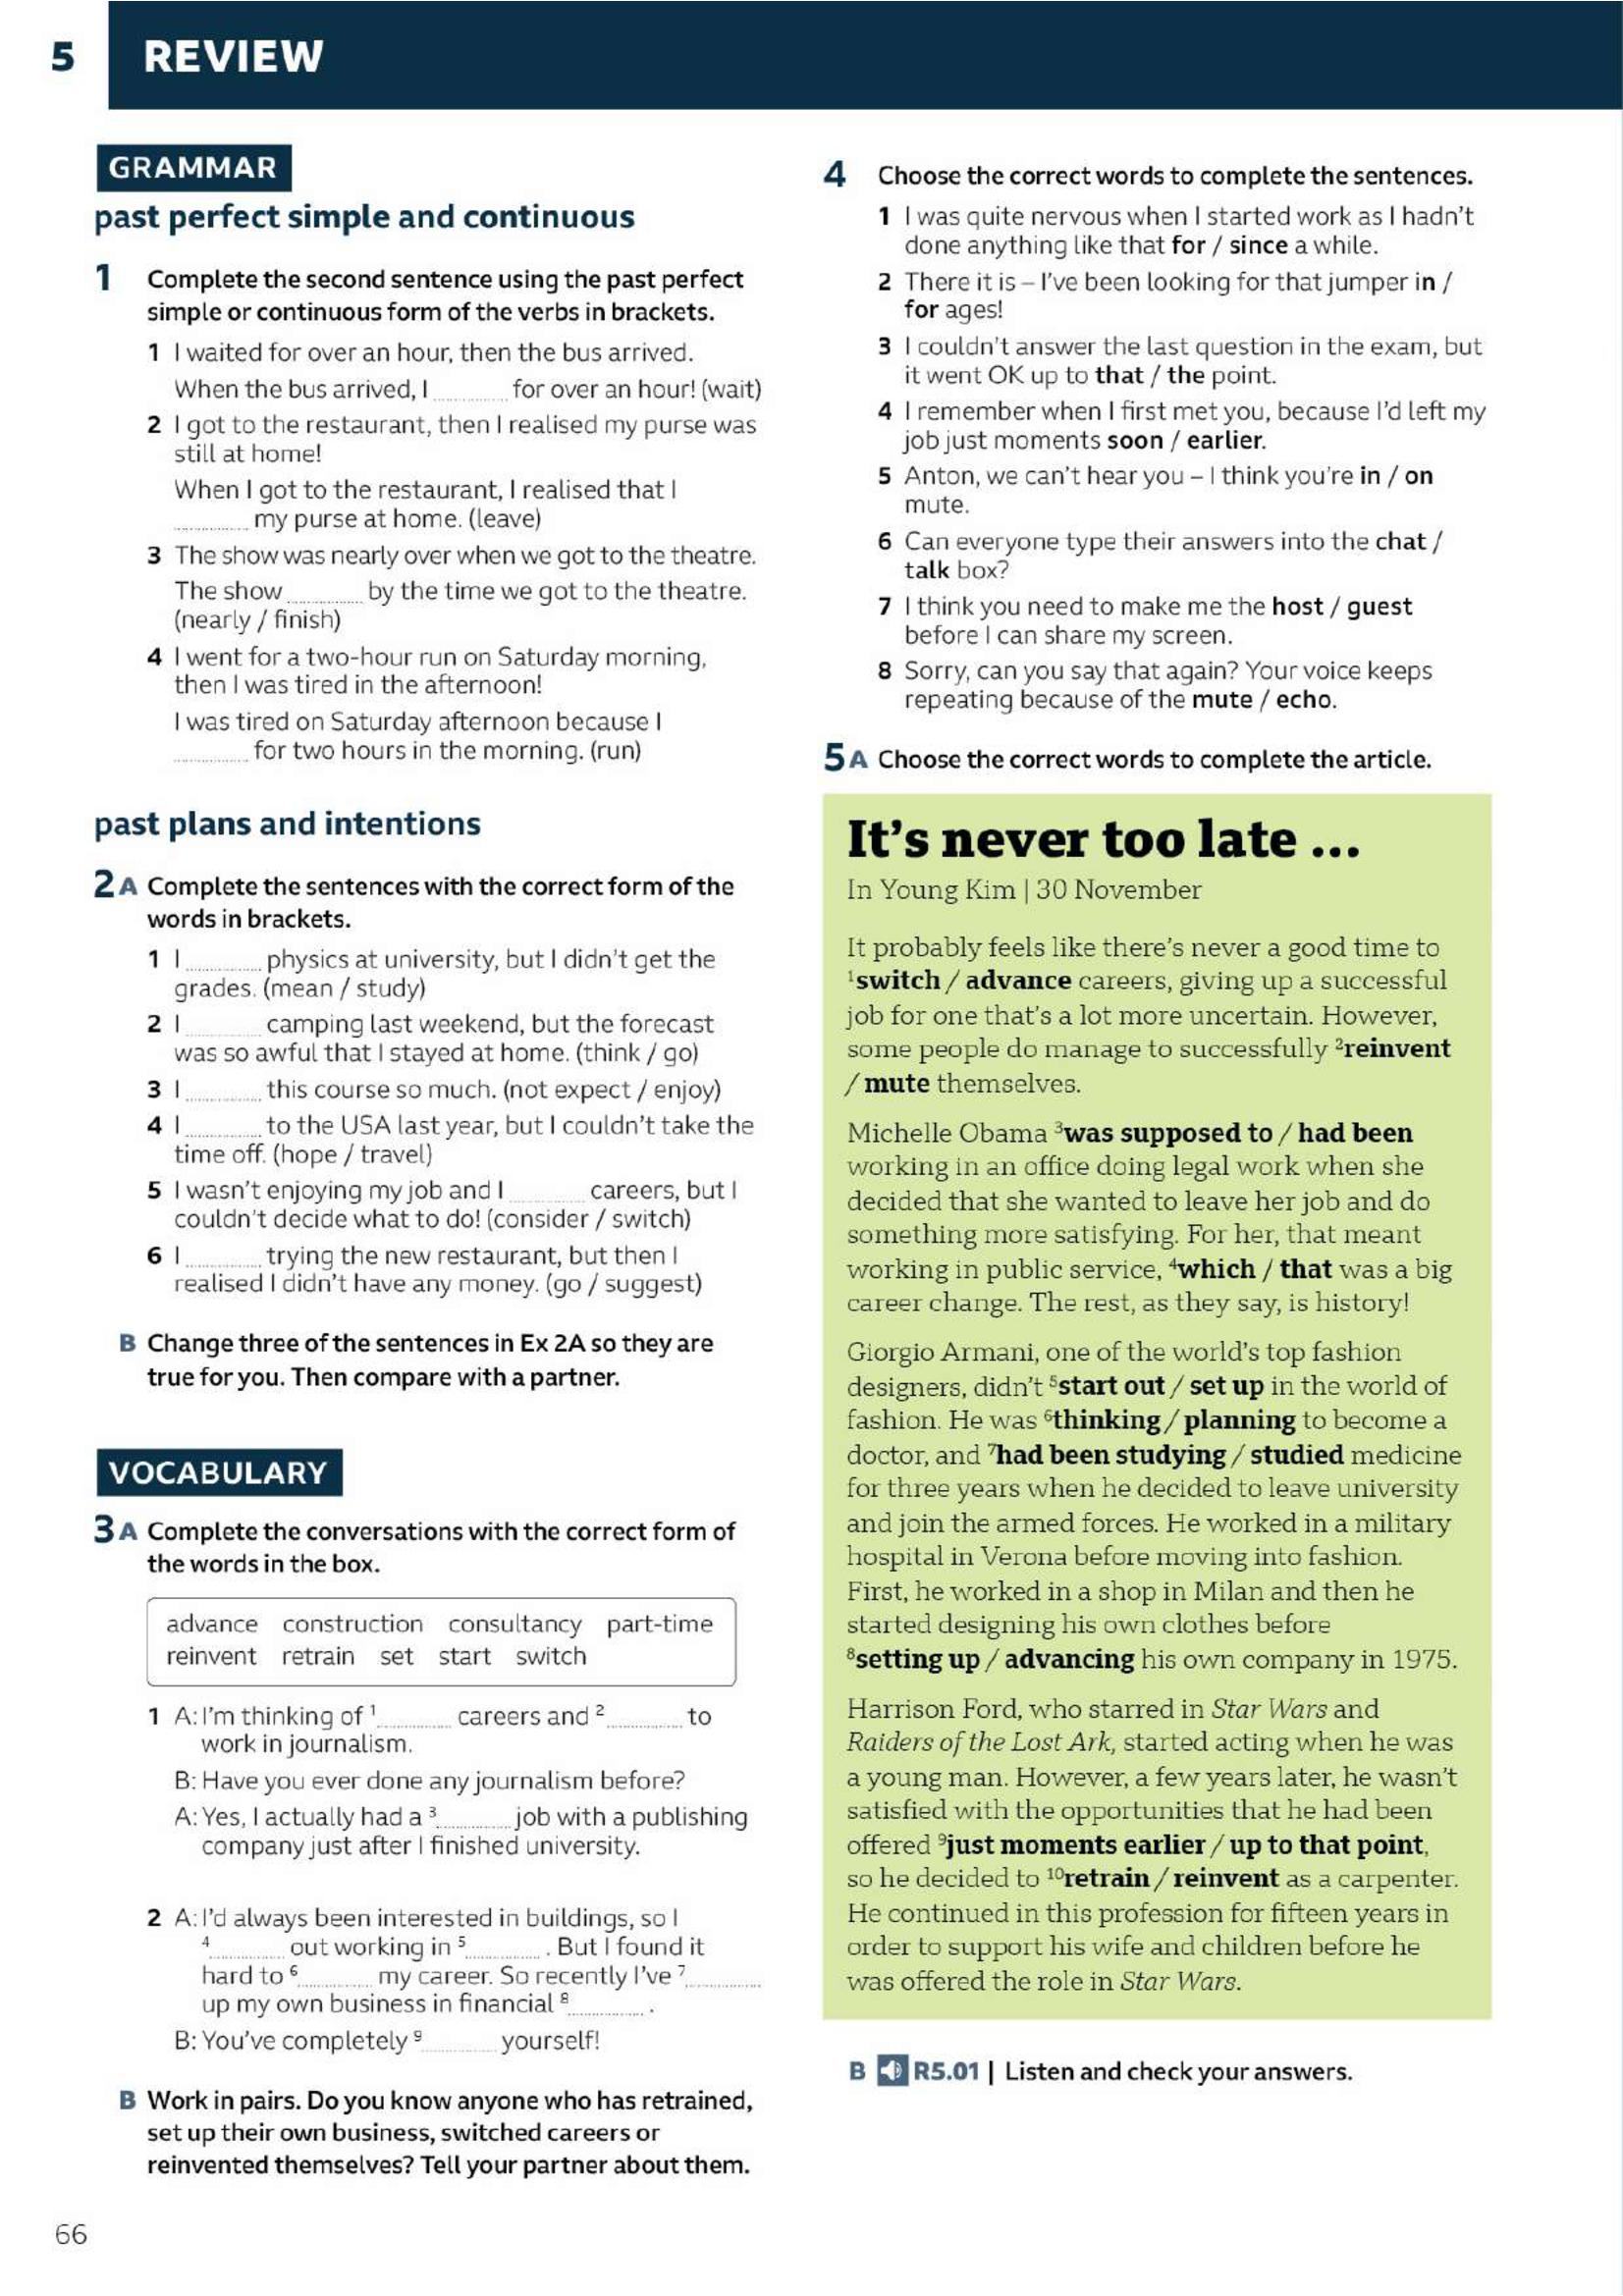 5 REVIEW
GRAMMAR
past perfect simple and continuous
1 Complete the second sentence using the past perfect
simple or continuous form of the verbs in brackets.
1 I waited for over an hour, then the bus arrived.
When the bus arrived, I ............ for over an hour! (wait)
2 I got to the restaurant, then I realised my purse was
still at home!
When I got to the restaurant, I realised that I
............ my purse at home. (leave)
3 The show was nearly over when we got to the theatre.
The show ............ by the time we got to the theatre.
(nearly / finish)
4 I went for a two-hour run on Saturday morning,
then I was tired in the afternoon!
I was tired on Saturday afternoon because I
............ for two hours in the morning. (run)
past plans and intentions
2 A Complete the sentences with the correct form of the
words in brackets.
1 I ............ physics at university, but I didn't get the
grades. (mean / study)
2 I ............ camping last weekend, but the forecast
was so awful that I stayed at home. (think / go)
3 I ............ this course so much. (not expect / enjoy)
4 I ............ to the USA last year, but I couldn't take the
time off. (hope / travel)
5 I wasn't enjoying my job and I ............ careers, but I
couldn't decide what to do! (consider / switch)
6 I ............ trying the new restaurant, but then I
realised I didn't have any money. (go / suggest)
B Change three of the sentences in Ex 2A so they are
true for you. Then compare with a partner.
VOCABULARY
3 A Complete the conversations with the correct form of
the words in the box.
advance construction consultancy part-time
reinvent retrain set start switch
1 A: I'm thinking of ¹............ careers and ²............ to
work in journalism.
B: Have you ever done any journalism before?
A: Yes, I actually had a ³............ job with a publishing
company just after I finished university.
2 A: I'd always been interested in buildings, so I
⁴............ out working in ⁵............ . But I found it
hard to ⁶............ my career. So recently I've ⁷............
up my own business in financial ⁸............ .
B: You've completely ⁹............ yourself!
B Work in pairs. Do you know anyone who has retrained,
set up their own business, switched careers or
reinvented themselves? Tell your partner about them.
66
4 Choose the correct words to complete the sentences.
1 I was quite nervous when I started work as I hadn't
done anything like that for / since a while.
2 There it is – I've been looking for that jumper in /
for ages!
3 I couldn't answer the last question in the exam, but
it went OK up to that / the point.
4 I remember when I first met you, because I'd left my
job just moments soon / earlier.
5 Anton, we can't hear you – I think you're in / on
mute.
6 Can everyone type their answers into the chat /
talk box?
7 I think you need to make me the host / guest
before I can share my screen.
8 Sorry, can you say that again? Your voice keeps
repeating because of the mute / echo.
5 A Choose the correct words to complete the article.
It's never too late ...
In Young Kim | 30 November
It probably feels like there's never a good time to
¹switch / advance careers, giving up a successful
job for one that's a lot more uncertain. However,
some people do manage to successfully ²reinvent
/ mute themselves.
Michelle Obama ³was supposed to / had been
working in an office doing legal work when she
decided that she wanted to leave her job and do
something more satisfying. For her, that meant
working in public service, ⁴which / that was a big
career change. The rest, as they say, is history!
Giorgio Armani, one of the world's top fashion
designers, didn't ⁵start out / set up in the world of
fashion. He was ⁶thinking / planning to become a
doctor, and ⁷had been studying / studied medicine
for three years when he decided to leave university
and join the armed forces. He worked in a military
hospital in Verona before moving into fashion.
First, he worked in a shop in Milan and then he
started designing his own clothes before
⁸setting up / advancing his own company in 1975.
Harrison Ford, who starred in Star Wars and
Raiders of the Lost Ark, started acting when he was
a young man. However, a few years later, he wasn't
satisfied with the opportunities that he had been
offered ⁹just moments earlier / up to that point,
so he decided to ¹⁰retrain / reinvent as a carpenter.
He continued in this profession for fifteen years in
order to support his wife and children before he
was offered the role in Star Wars.
B R5.01 | Listen and check your answers.